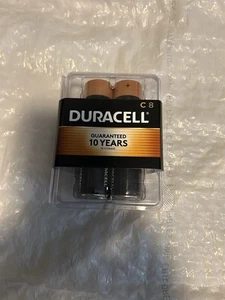 C 8
DURACELL
GUARANTEED
10 YEARS